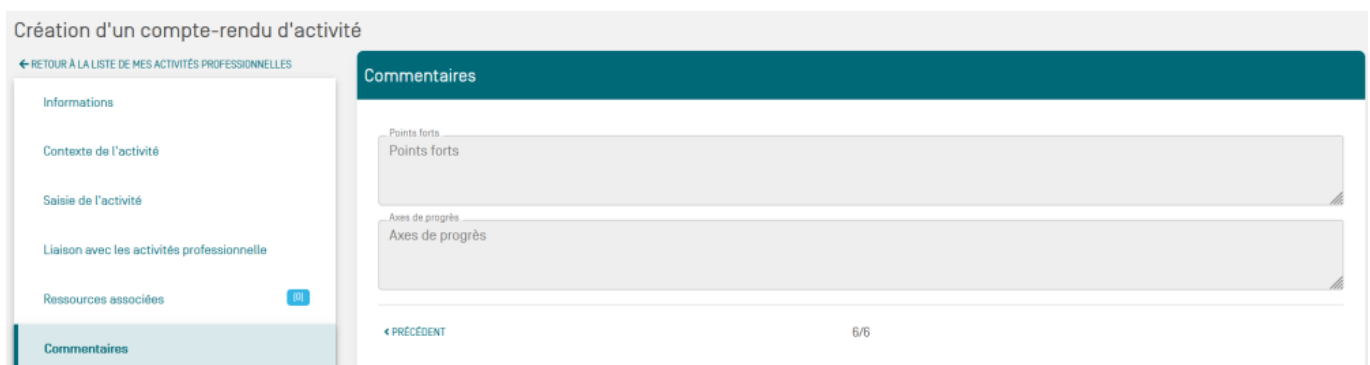 Création d'un compte-rendu d'activité
← RETOUR À LA LISTE DE MES ACTIVITÉS PROFESSIONNELLES
Informations
Contexte de l'activité
Saisie de l'activité
Liaison avec les activités professionnelle
Ressources associées (0)
Commentaires
Commentaires
Points forts
Points forts
Axes de progrès
Axes de progrès
< PRÉCÉDENT 6/6